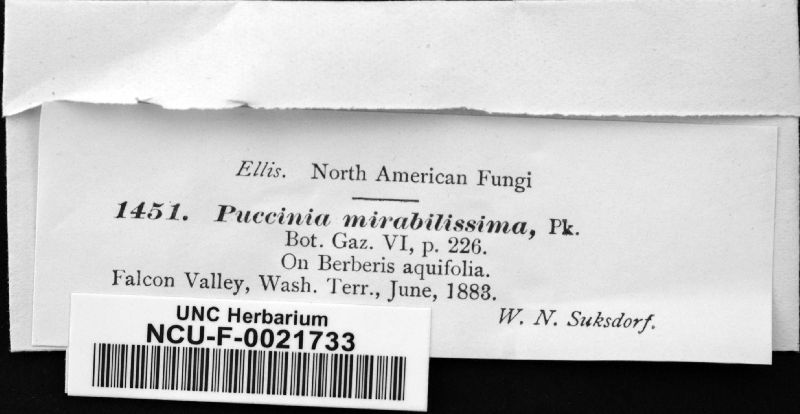 Ellis. North American Fungi
1451. Puccinia mirabilissima, Pk.
Bot. Gaz. VI, p. 226.
On Berberis aquifolia.
Falcon Valley, Wash. Terr., June, 1883.
W. N. Suksdorf.
UNC Herbarium
NCU-F-0021733